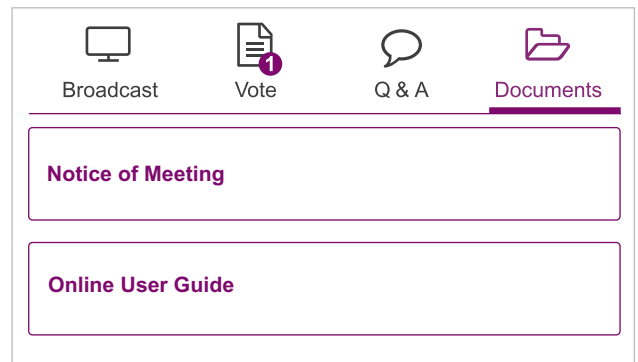 1
Broadcast Vote Q & A Documents
Notice of Meeting
Online User Guide